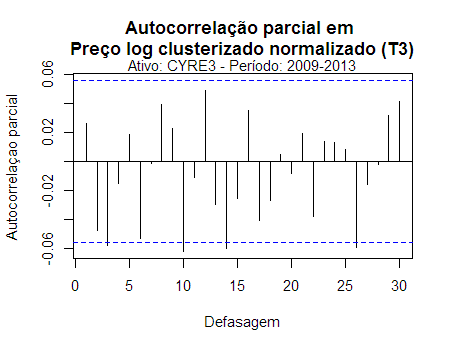 Autocorrelação parcial em
Preço log clusterizado normalizado (T3)
Ativo: CYRE3 - Período: 2009-2013
Autocorrelaçao parcial
0.06
0.02
-0.02
-0.06
0 5 10 15 20 25 30
Defasagem